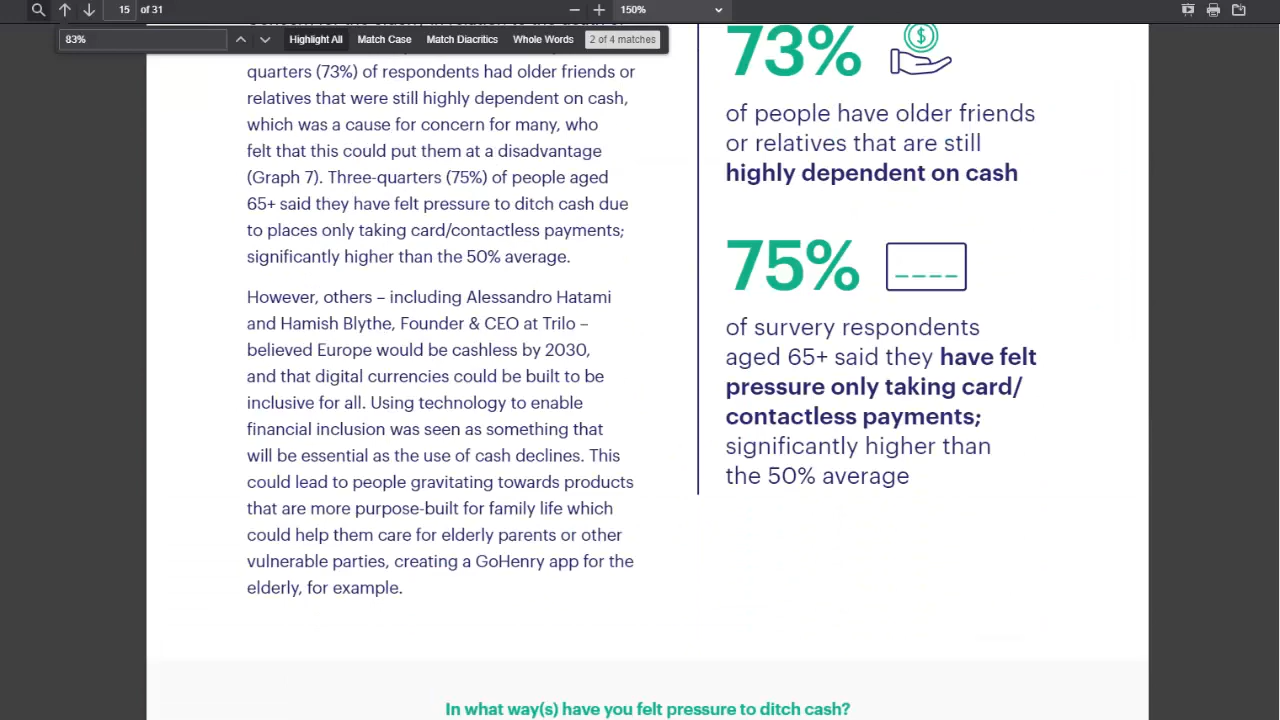 15 of 31
150%
83%
Highlight All
Match Case
Match Diacritics
Whole Words
2 of 4 matches
quarters (73%) of respondents had older friends or
relatives that were still highly dependent on cash,
which was a cause for concern for many, who
felt that this could put them at a disadvantage
(Graph 7). Three-quarters (75%) of people aged
65+ said they have felt pressure to ditch cash due
to places only taking card/contactless payments;
significantly higher than the 50% average.
However, others – including Alessandro Hatami
and Hamish Blythe, Founder & CEO at Trilo –
believed Europe would be cashless by 2030,
and that digital currencies could be built to be
inclusive for all. Using technology to enable
financial inclusion was seen as something that
will be essential as the use of cash declines. This
could lead to people gravitating towards products
that are more purpose-built for family life which
could help them care for elderly parents or other
vulnerable parties, creating a GoHenry app for the
elderly, for example.
73%
$
of people have older friends
or relatives that are still
highly dependent on cash
75%
of survery respondents
aged 65+ said they have felt
pressure only taking card/
contactless payments;
significantly higher than
the 50% average
In what way(s) have you felt pressure to ditch cash?